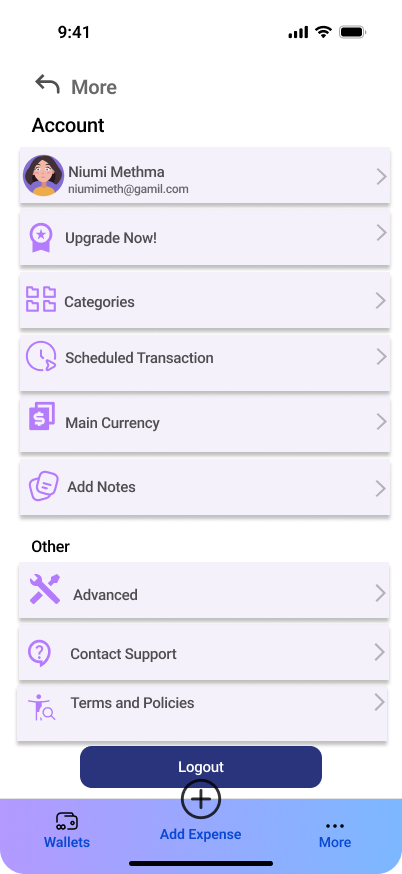 9:41
More
Account
Niumi Methma
niumimeth@gamil.com
Upgrade Now!
Categories
Scheduled Transaction
$
Main Currency
Add Notes
Other
Advanced
?
Contact Support
Terms and Policies
Logout
Wallets
Add Expense
More